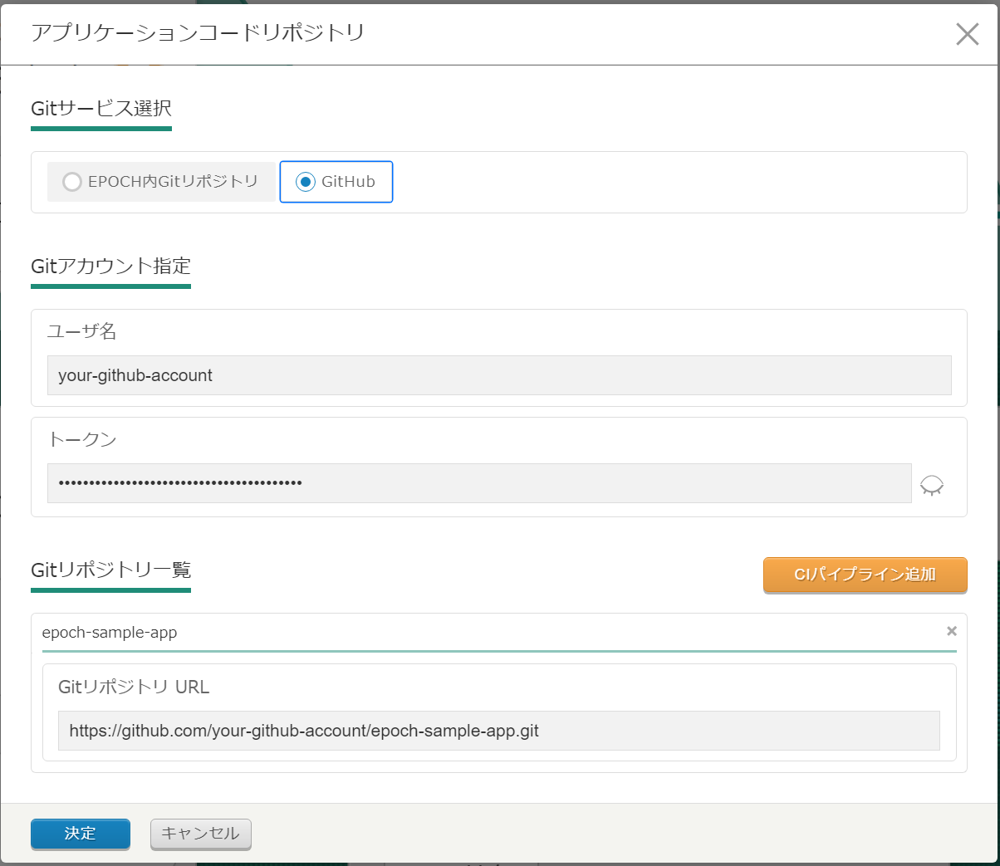 アプリケーションコードリポジトリ
Gitサービス選択
EPOCH内Gitリポジトリ
GitHub
Gitアカウント指定
ユーザ名
your-github-account
トークン
••••••••••••••••••••••••••••••••••••••••
Gitリポジトリ一覧
CIパイプライン追加
epoch-sample-app
Gitリポジトリ URL
https://github.com/your-github-account/epoch-sample-app.git
決定
キャンセル